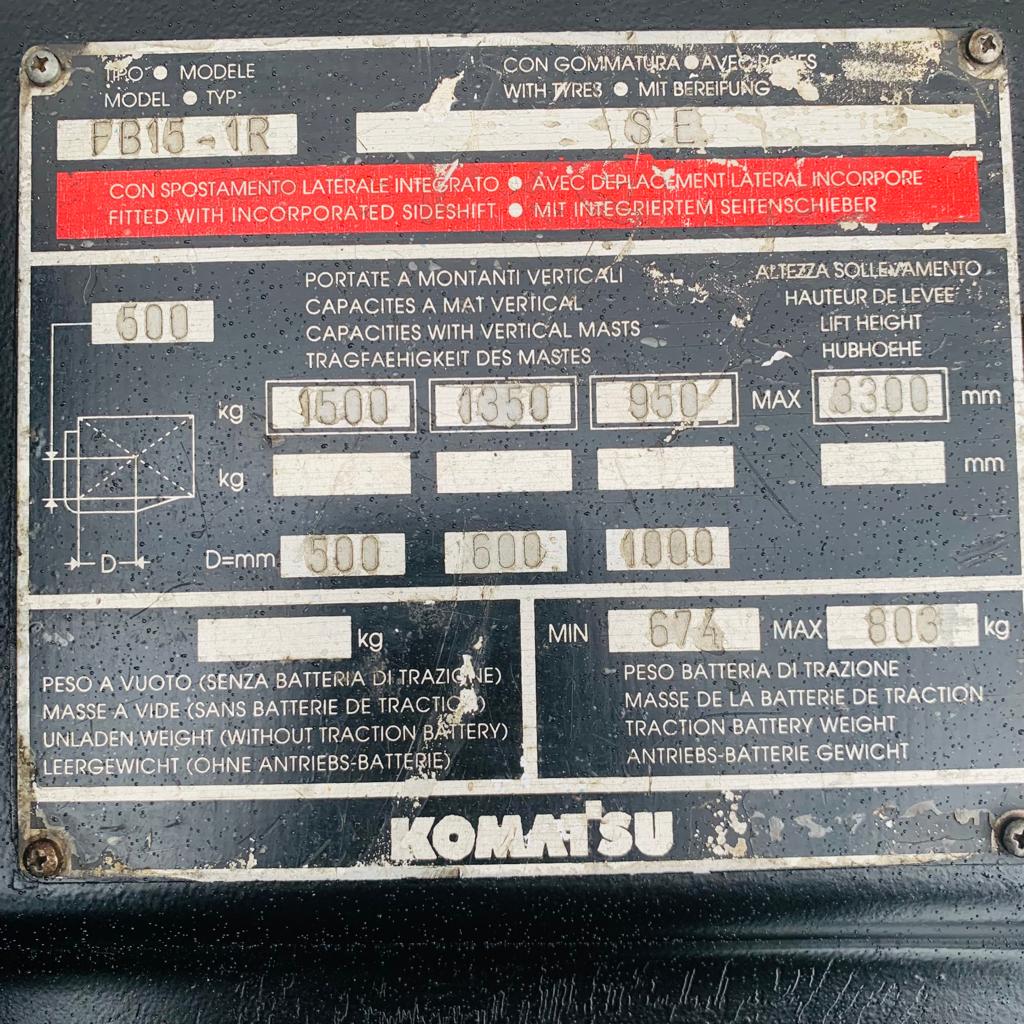 TIPO ● MODELE
MODEL ● TYP
CON GOMMATURA ● AVEC ROUES
WITH TYRES ● MIT BEREIFUNG
FB15-1R
SE
CON SPOSTAMENTO LATERALE INTEGRATO ● AVEC DEPLACEMENT LATERAL INCORPORE
FITTED WITH INCORPORATED SIDESHIFT ● MIT INTEGRIERTEM SEITENSCHIEBER
PORTATE A MONTANTI VERTICALI
CAPACITES A MAT VERTICAL
CAPACITIES WITH VERTICAL MASTS
TRAGFAEHIGKEIT DES MASTES
ALTEZZA SOLLEVAMENTO
HAUTEUR DE LEVEE
LIFT HEIGHT
HUBHOEHE
600
kg 1500 1350 950 MAX 3300 mm
kg mm
D
D=mm 500 600 1000
kg
PESO A VUOTO (SENZA BATTERIA DI TRAZIONE)
MASSE A VIDE (SANS BATTERIE DE TRACTION)
UNLADEN WEIGHT (WITHOUT TRACTION BATTERY)
LEERGEWICHT (OHNE ANTRIEBS-BATTERIE)
MIN 674 MAX 803 kg
PESO BATTERIA DI TRAZIONE
MASSE DE LA BATTERIE DE TRACTION
TRACTION BATTERY WEIGHT
ANTRIEBS-BATTERIE GEWICHT
KOMATSU